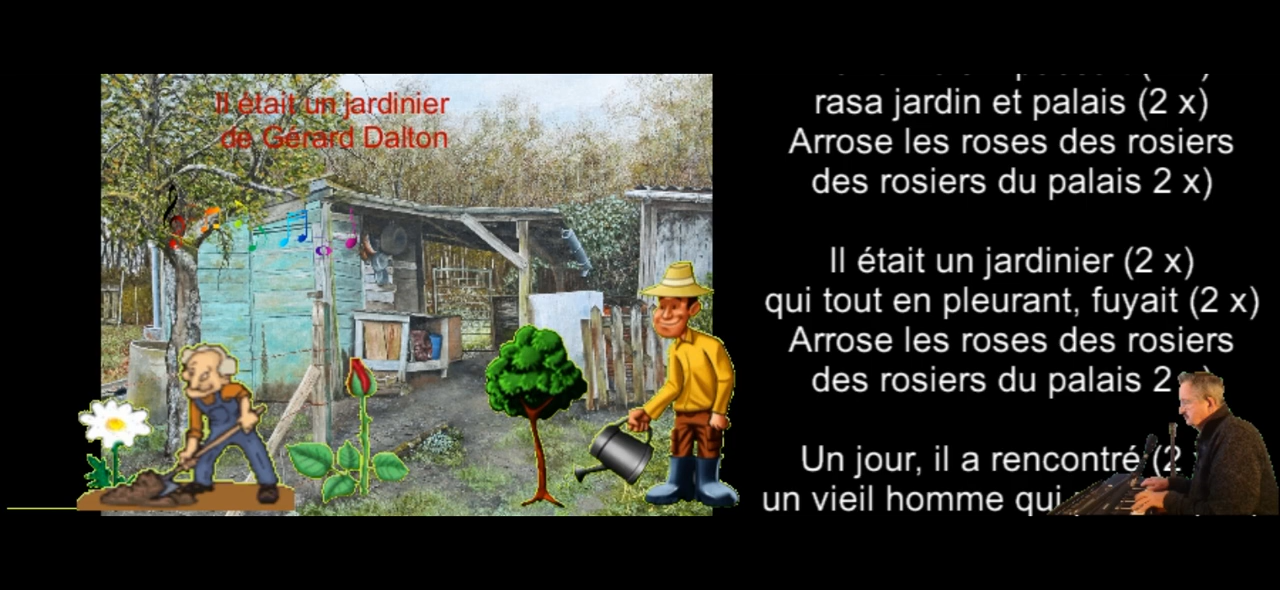 Il était un jardinier
de Gérard Dalton
rasa jardin et palais (2 x)
Arrose les roses des rosiers
des rosiers du palais 2 x)
Il était un jardinier (2 x)
qui tout en pleurant, fuyait (2 x)
Arrose les roses des rosiers
des rosiers du palais 2
Un jour, il a rencontré (2
un vieil homme qui